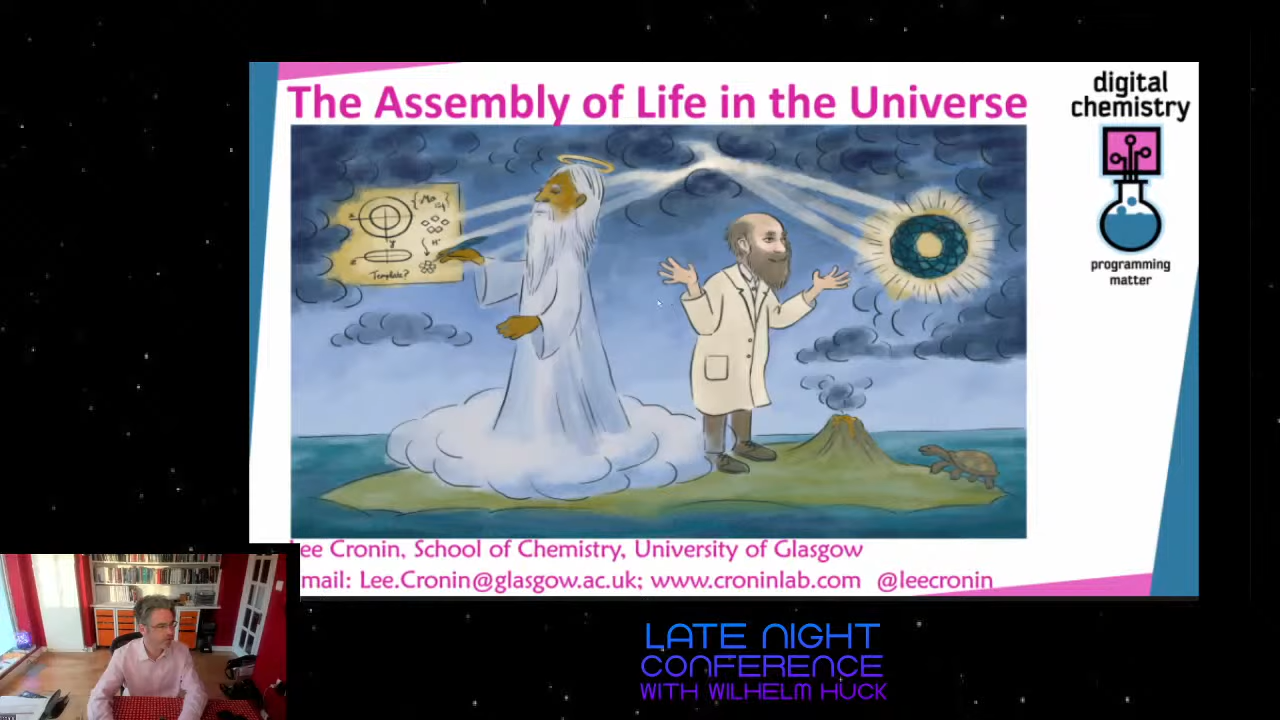 The Assembly of Life in the Universe
digital
chemistry
programming
matter
Template?
ee Cronin, School of Chemistry, University of Glasgow
mail: Lee.Cronin@glasgow.ac.uk; www.croninlab.com @leecronin
LATE NIGHT
CONFERENCE
WITH WILHELM HUCK